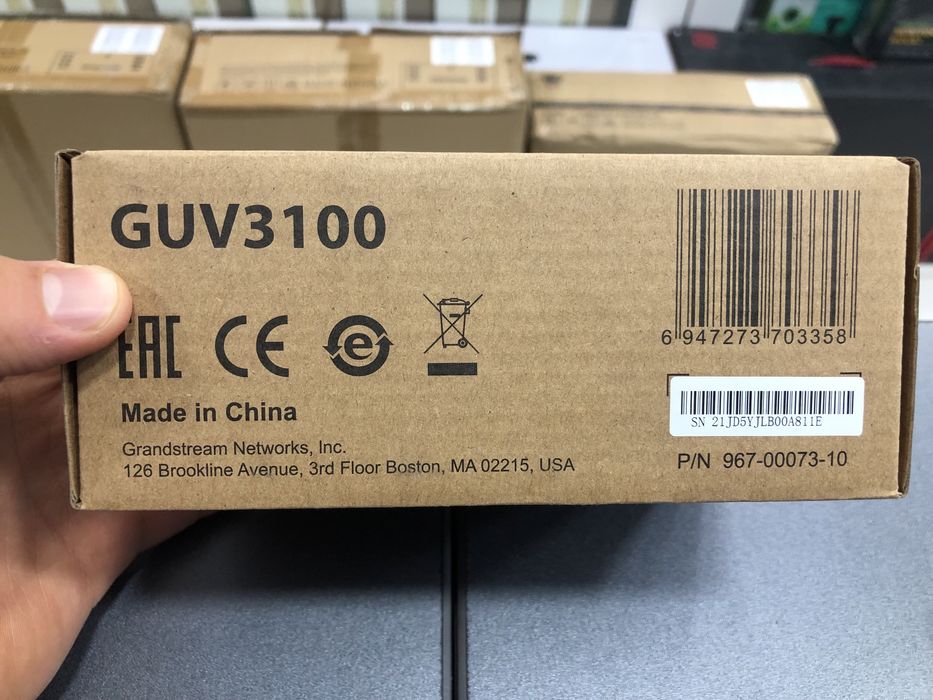 GUV3100
EAC CE e
Made in China
Grandstream Networks, Inc.
126 Brookline Avenue, 3rd Floor Boston, MA 02215, USA
6 947273 703358
SN 21JD5YJLB00A811E
P/N 967-00073-10